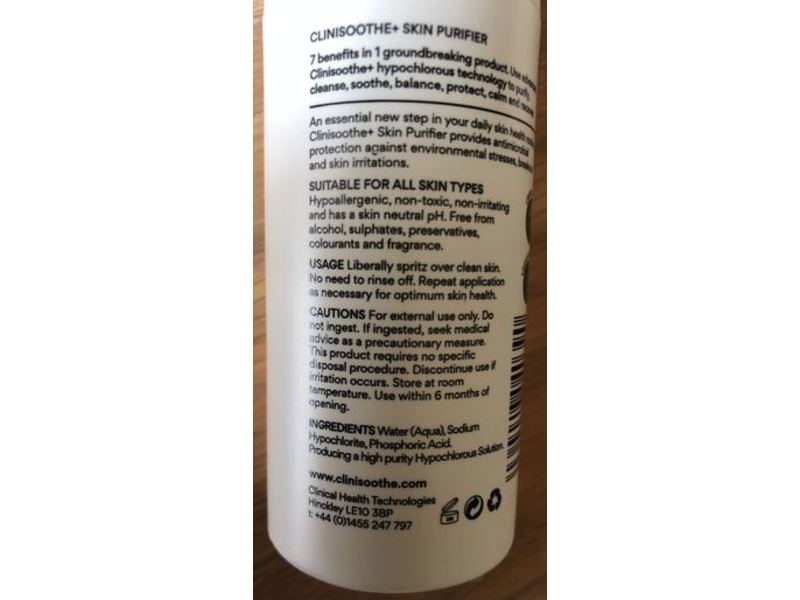 CLINISOOTHE+ SKIN PURIFIER
7 benefits in 1 groundbreaking product. Use
Clinisoothe+ hypochlorous technology to purify,
cleanse, soothe, balance, protect, calm and
An essential new step in your daily skin health
Clinisoothe+ Skin Purifier provides antimicrobial
protection against environmental stresses,
and skin irritations.
SUITABLE FOR ALL SKIN TYPES
Hypoallergenic, non-toxic, non-irritating
and has a skin neutral pH. Free from
alcohol, sulphates, preservatives,
colourants and fragrance.
USAGE Liberally spritz over clean skin.
No need to rinse off. Repeat application
as necessary for optimum skin health.
CAUTIONS For external use only. Do
not ingest. If ingested, seek medical
advice as a precautionary measure.
This product requires no specific
disposal procedure. Discontinue use if
irritation occurs. Store at room
temperature. Use within 6 months of
opening.
INGREDIENTS Water (Aqua), Sodium
Hypochlorite, Phosphoric Acid.
Producing a high purity Hypochlorous Solution.
www.clinisoothe.com
Clinical Health Technologies
Hinckley LE10 3BP
t: +44 (0)1455 247 797